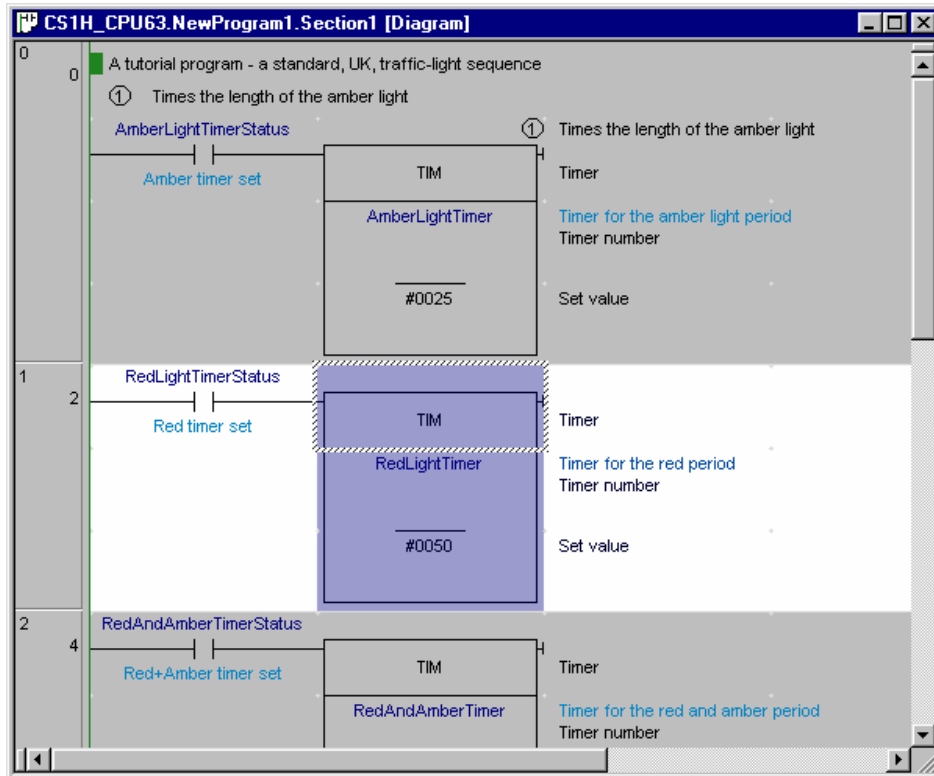 CS1H_CPU63.NewProgram1.Section1 [Diagram]
0
0
A tutorial program - a standard, UK, traffic-light sequence
1 Times the length of the amber light
AmberLightTimerStatus
1 Times the length of the amber light
Amber timer set
TIM
Timer
AmberLightTimer
Timer for the amber light period
Timer number
#0025
Set value
1
2
RedLightTimerStatus
Red timer set
TIM
Timer
RedLightTimer
Timer for the red period
Timer number
#0050
Set value
2
4
RedAndAmberTimerStatus
Red+Amber timer set
TIM
Timer
RedAndAmberTimer
Timer for the red and amber period
Timer number